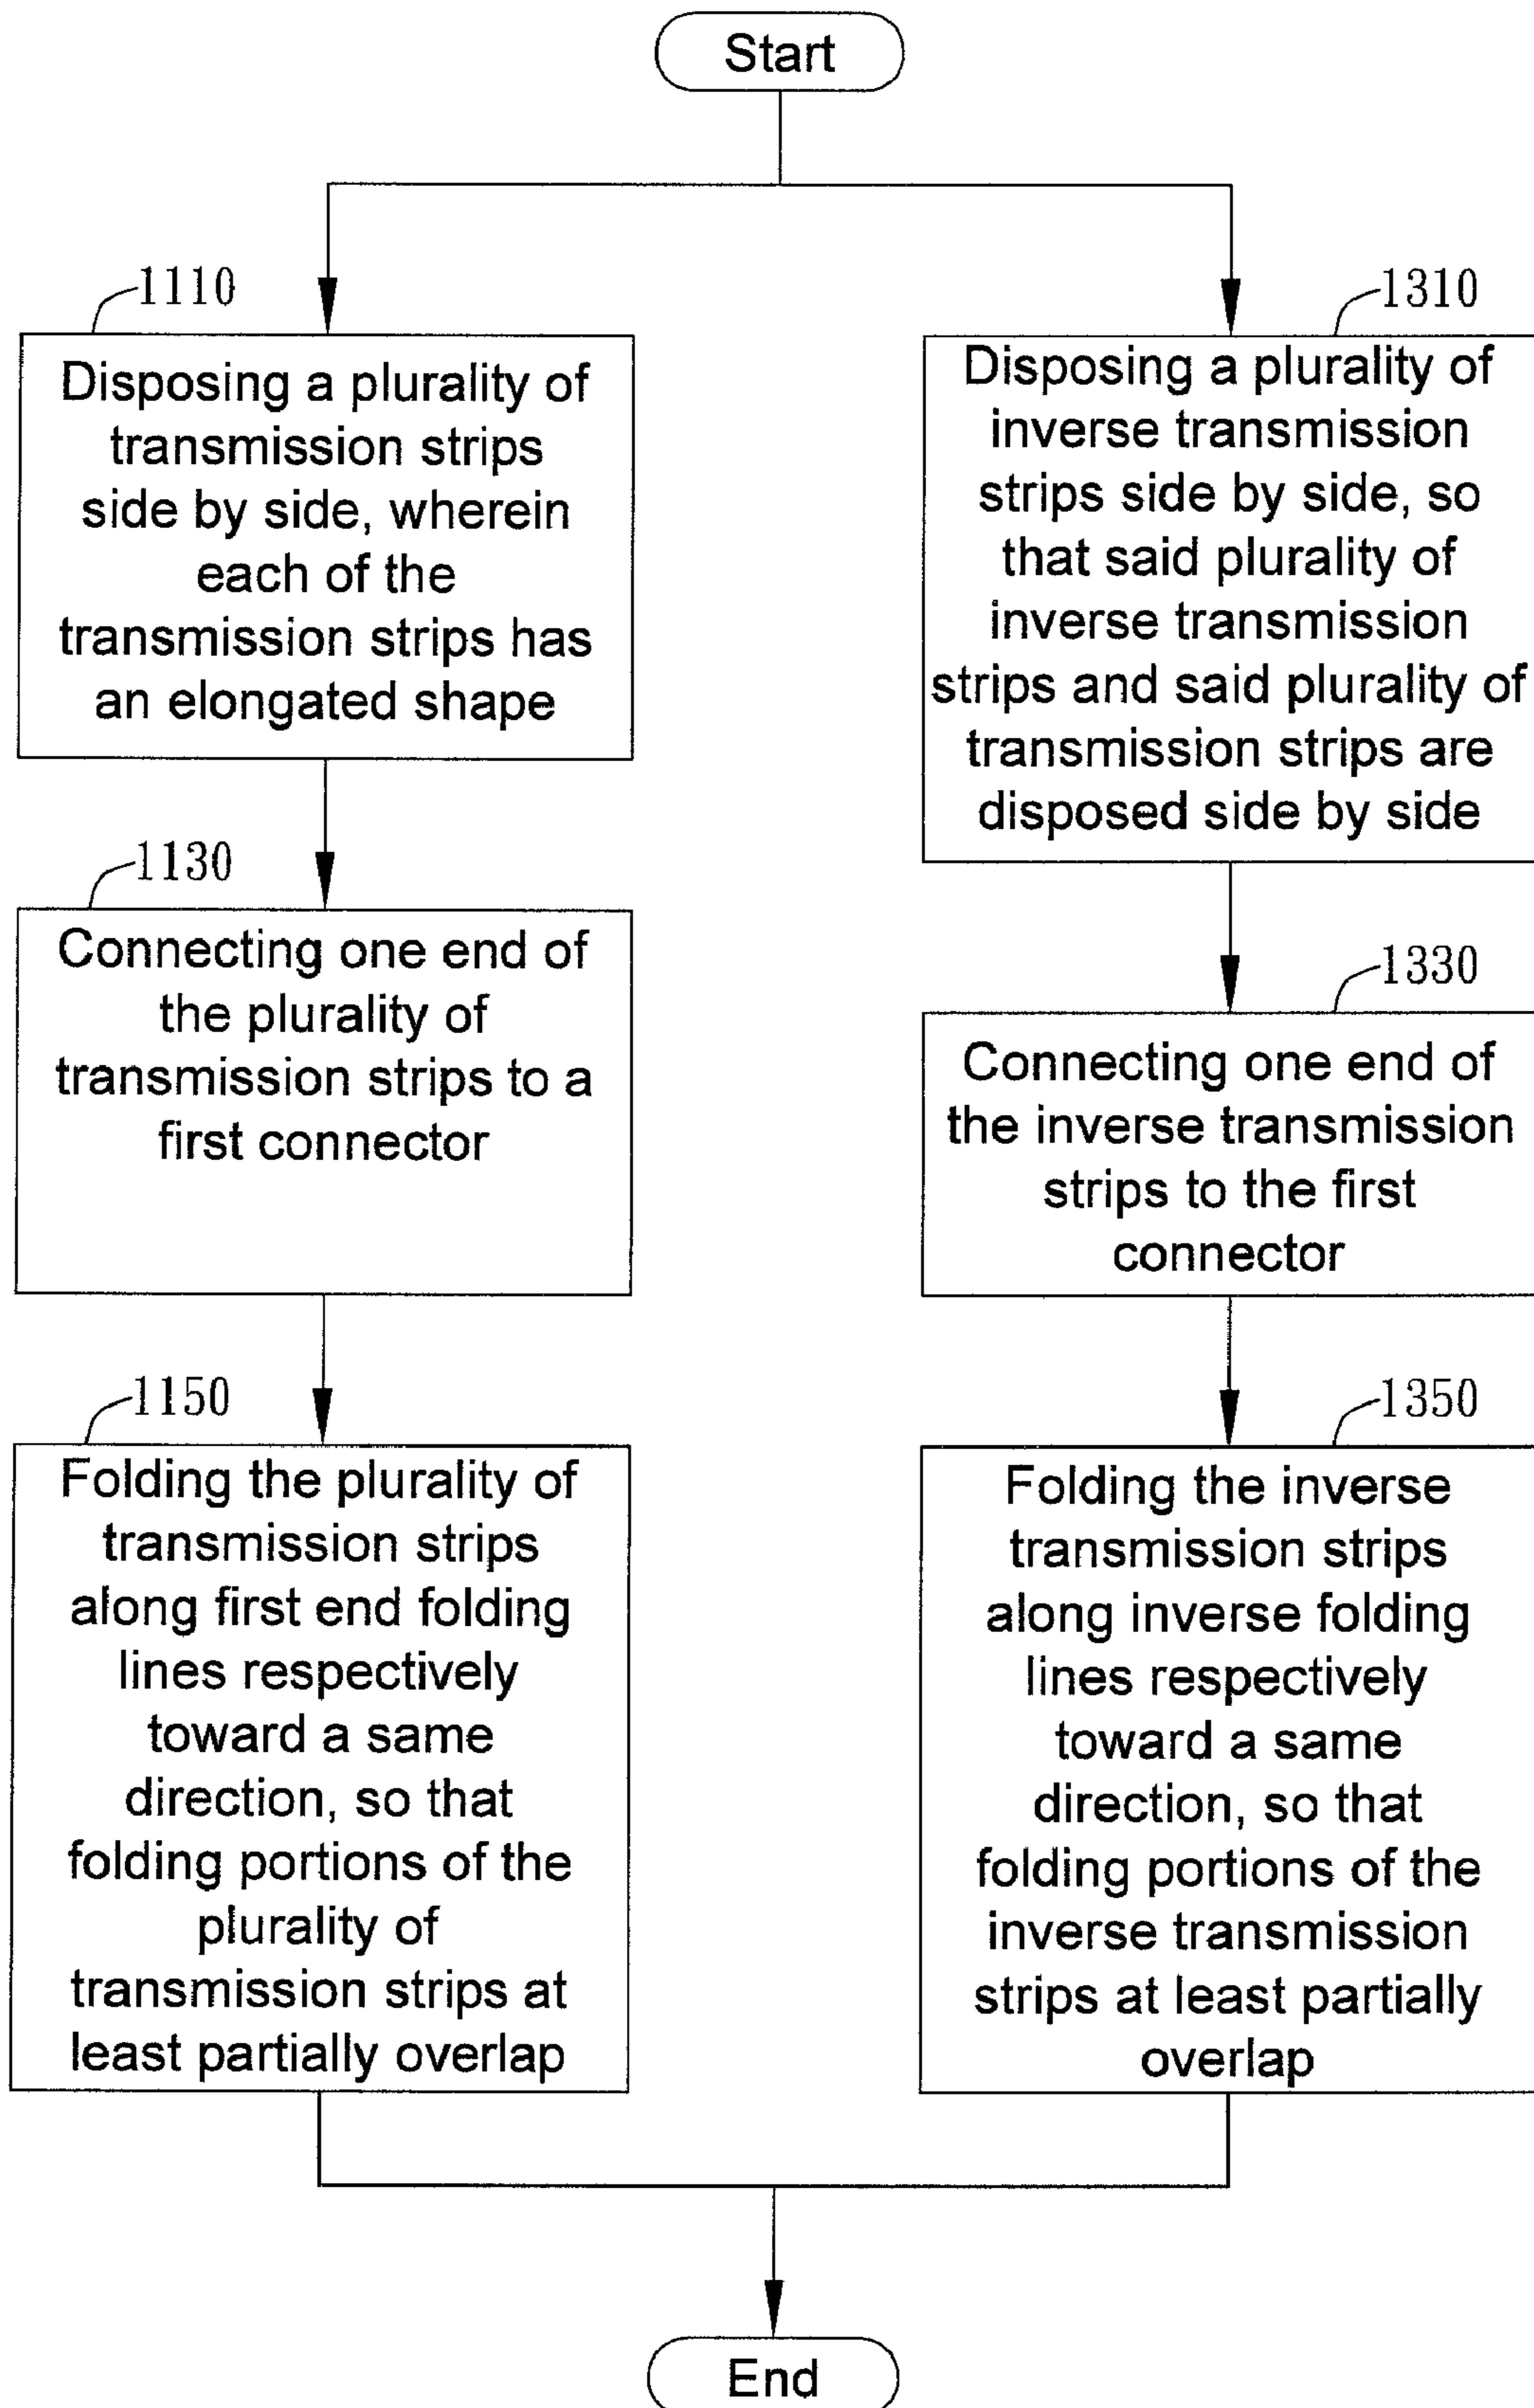 Start
1110
Disposing a plurality of
transmission strips
side by side, wherein
each of the
transmission strips has
an elongated shape
1130
Connecting one end of
the plurality of
transmission strips to a
first connector
1150
Folding the plurality of
transmission strips
along first end folding
lines respectively
toward a same
direction, so that
folding portions of the
plurality of
transmission strips at
least partially overlap
1310
Disposing a plurality of
inverse transmission
strips side by side, so
that said plurality of
inverse transmission
strips and said plurality of
transmission strips are
disposed side by side
1330
Connecting one end of
the inverse transmission
strips to the first
connector
1350
Folding the inverse
transmission strips
along inverse folding
lines respectively
toward a same
direction, so that
folding portions of the
inverse transmission
strips at least partially
overlap
End